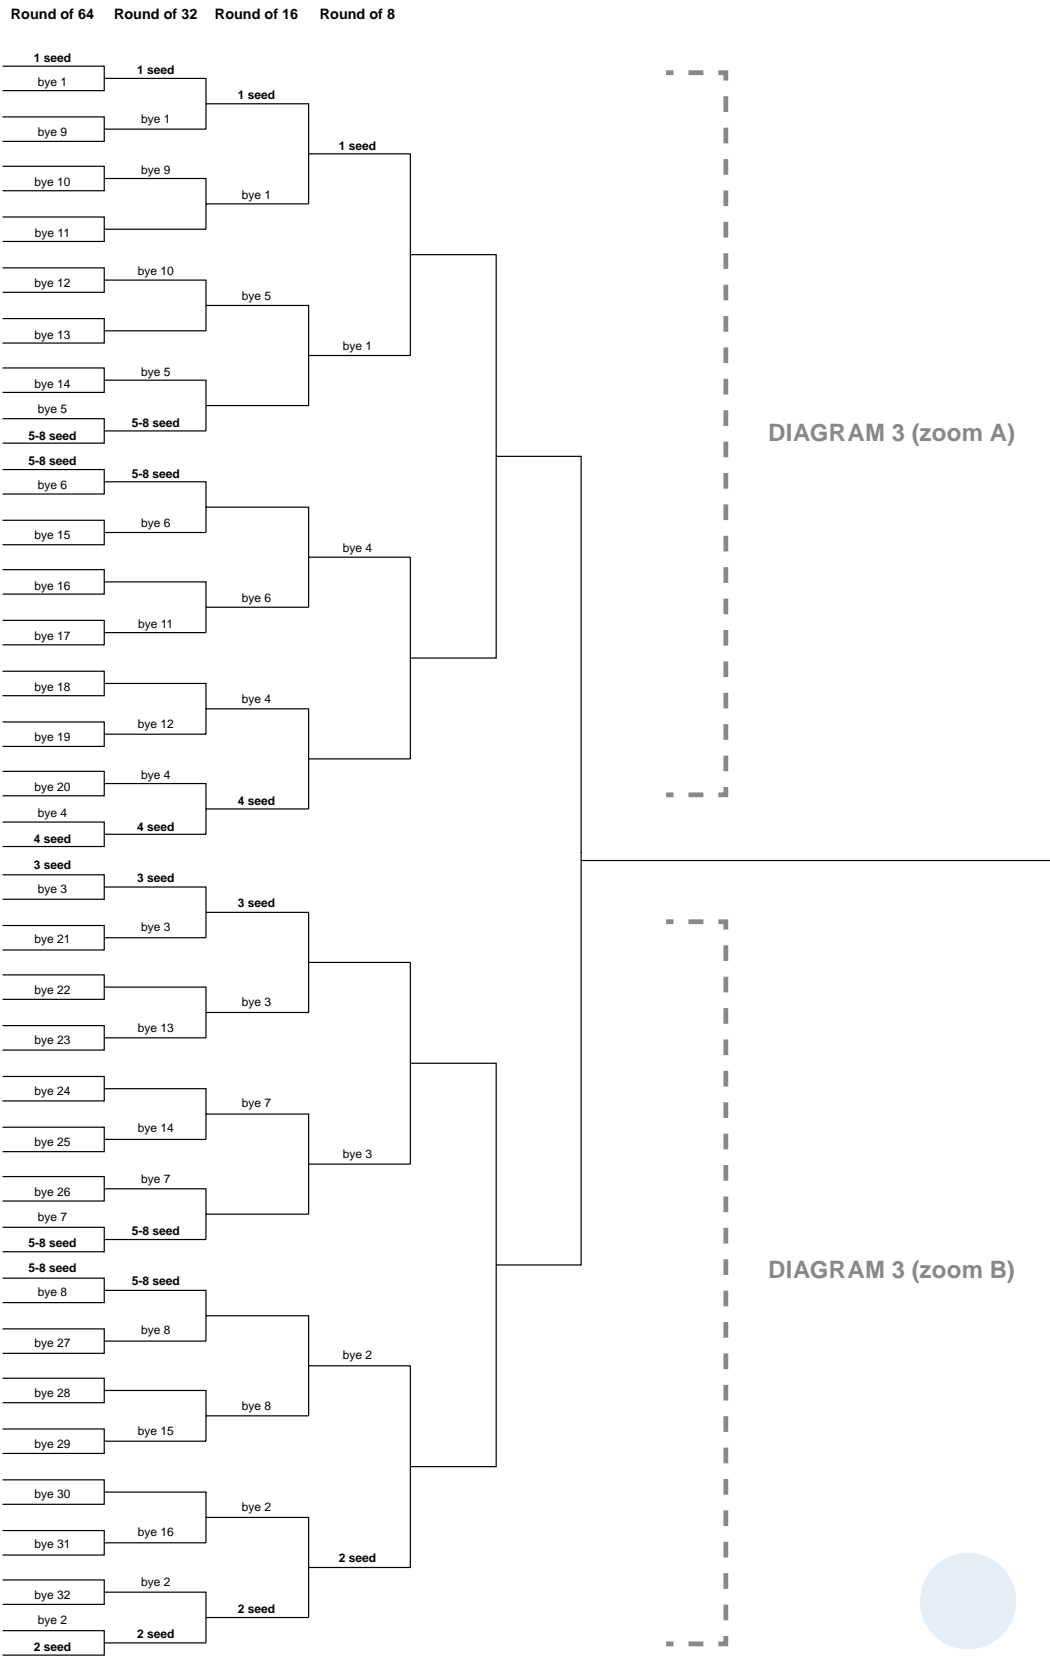 Round of 64 Round of 32 Round of 16 Round of 8
1 seed
1 seed
bye 1
1 seed
bye 1
bye 9
1 seed
bye 9
bye 10
bye 1
bye 11
bye 10
bye 12
bye 5
bye 13
bye 1
bye 5
bye 14
bye 5
5-8 seed
5-8 seed
DIAGRAM 3 (zoom A)
5-8 seed
5-8 seed
bye 6
bye 6
bye 15
bye 4
bye 16
bye 6
bye 11
bye 17
bye 18
bye 4
bye 12
bye 19
bye 4
bye 20
4 seed
bye 4
4 seed
4 seed
3 seed
3 seed
bye 3
3 seed
bye 3
bye 21
bye 22
bye 3
bye 13
bye 23
bye 24
bye 7
bye 14
bye 25
bye 3
bye 7
bye 26
bye 7
5-8 seed
5-8 seed
5-8 seed
DIAGRAM 3 (zoom B)
5-8 seed
bye 8
bye 8
bye 27
bye 2
bye 28
bye 8
bye 15
bye 29
bye 30
bye 2
bye 16
bye 31
2 seed
bye 2
bye 32
2 seed
bye 2
2 seed
2 seed